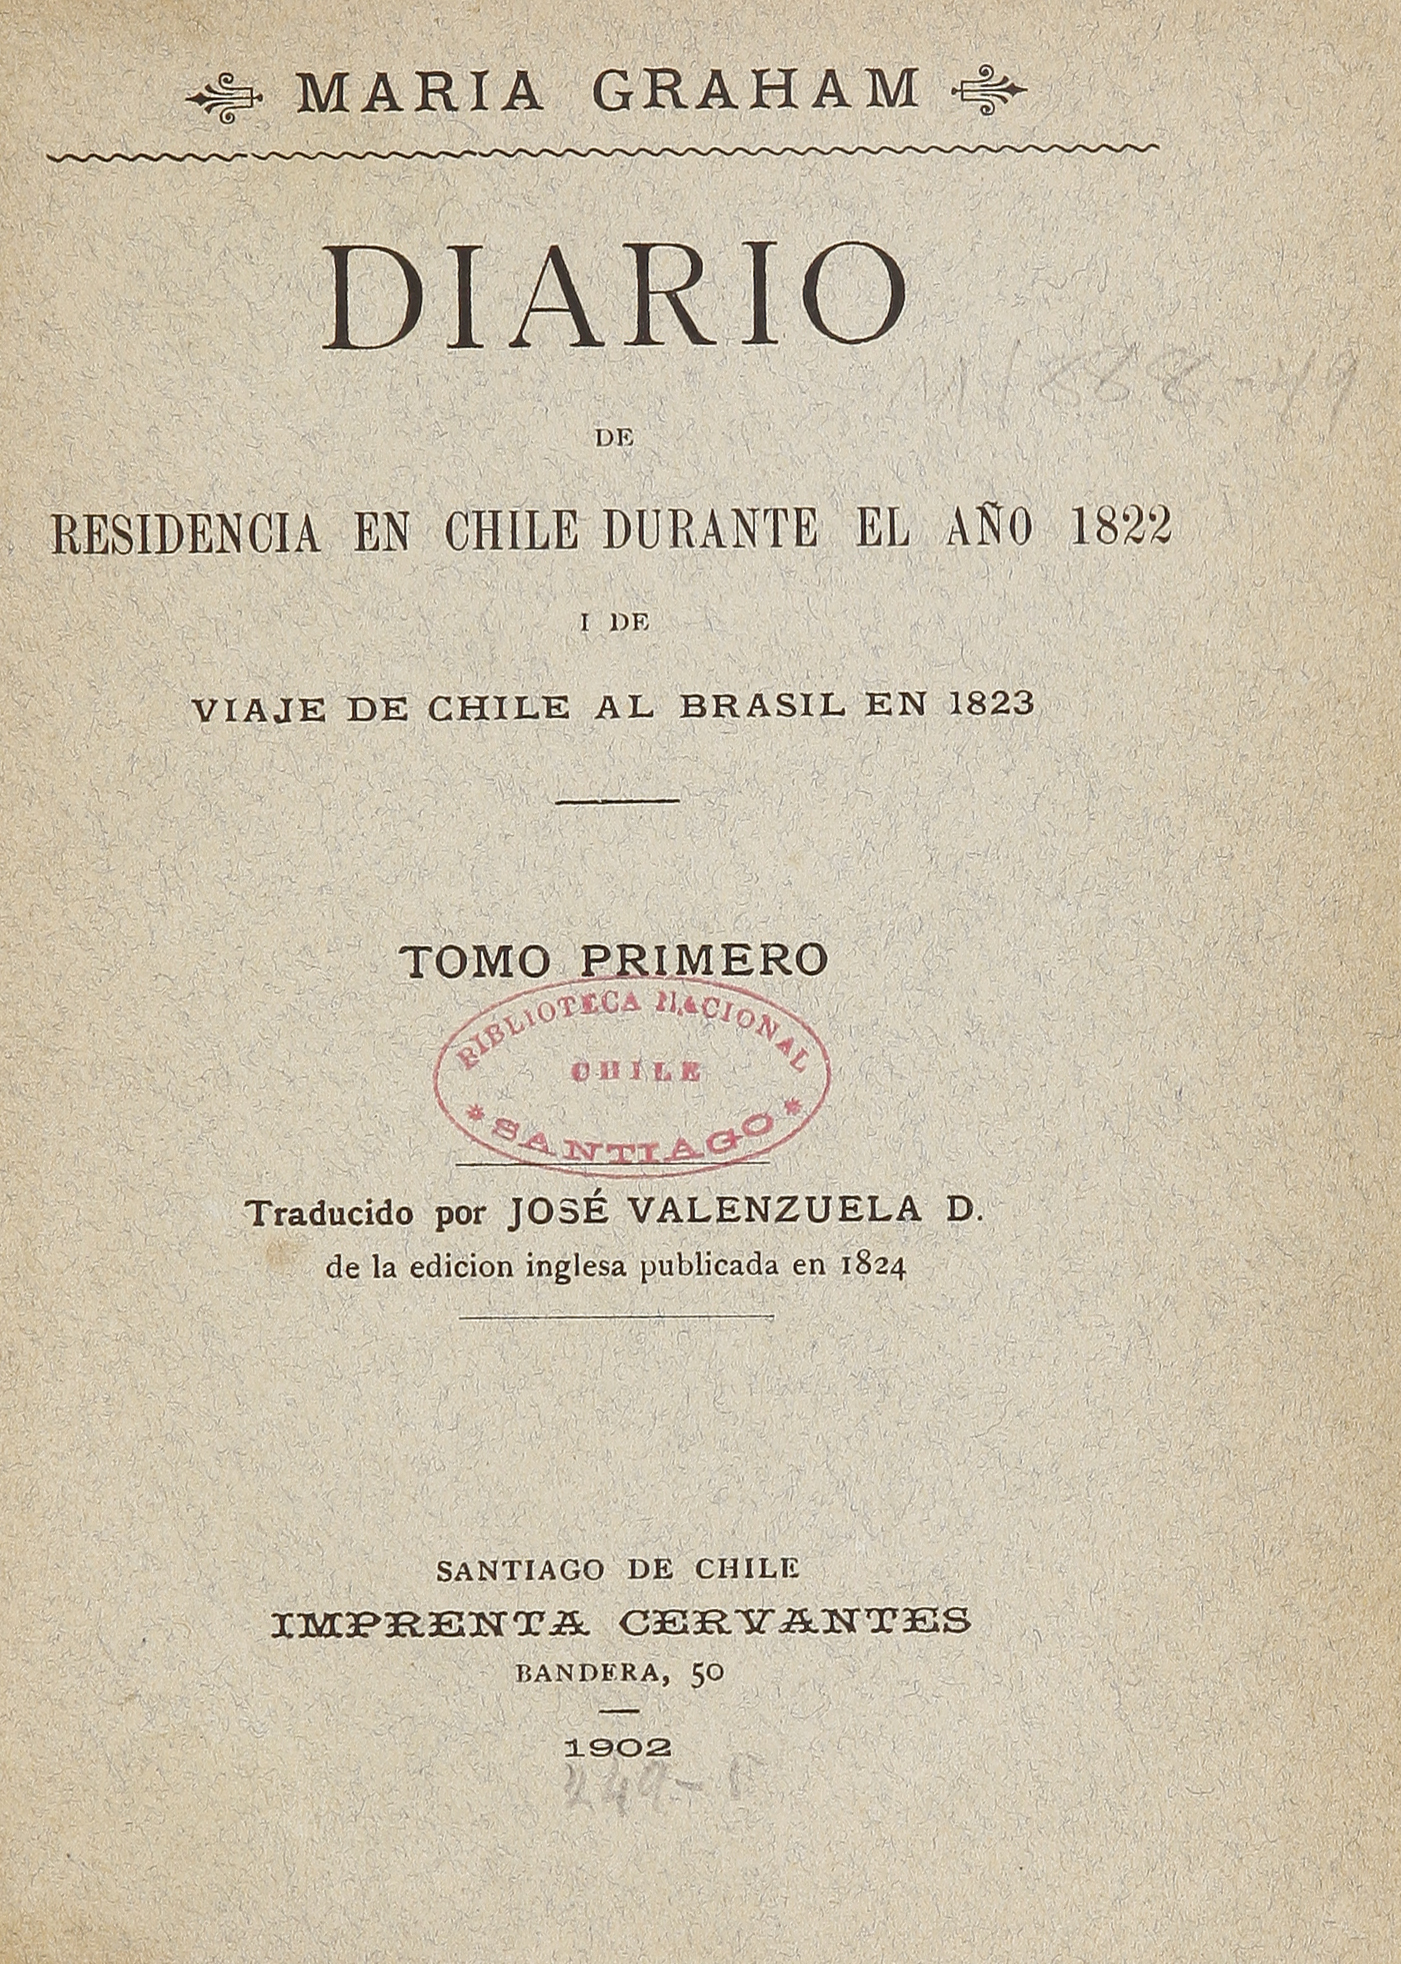 MARIA GRAHAM
DIARIO
DE
RESIDENCIA EN CHILE DURANTE EL AÑO 1822
I DE
VIAJE DE CHILE AL BRASIL EN 1823
TOMO PRIMERO
BIBLIOTECA NACIONAL
CHILE
* SANTIAGO *
Traducido por JOSÉ VALENZUELA D.
de la edicion inglesa publicada en 1824
SANTIAGO DE CHILE
IMPRENTA CERVANTES
BANDERA, 50
1902